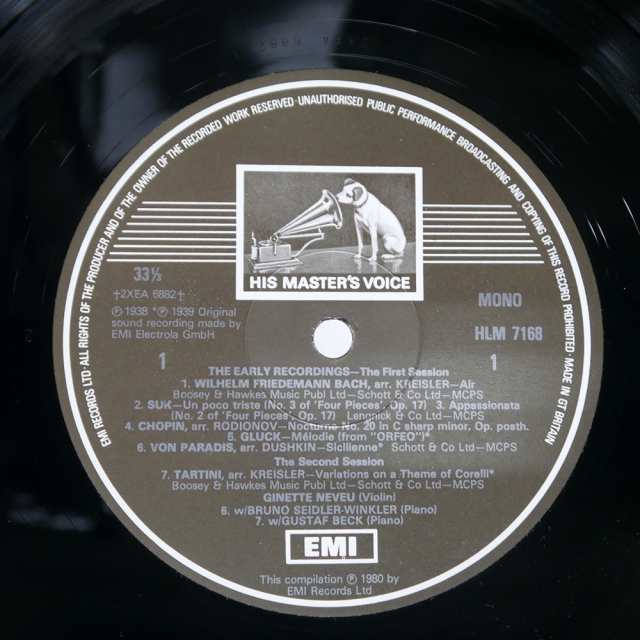 EMI RECORDS LTD·ALL RIGHTS OF THE PRODUCER AND OF THE OWNER OF THE RECORDED WORK RESERVED·UNAUTHORISED PUBLIC PERFORMANCE BROADCASTING AND COPYING OF THIS RECORD PROHIBITED·MADE IN GT BRITAIN
HIS MASTER'S VOICE
33⅓
†2XEA 6882†
Ⓟ 1938 *Ⓟ 1939 Original
sound recording made by
EMI Electrola GmbH
1
MONO
HLM 7168
1
THE EARLY RECORDINGS—The First Session
1. WILHELM FRIEDEMANN BACH, arr. KREISLER—Air
Boosey & Hawkes Music Publ Ltd—Schott & Co Ltd—MCPS
2. SUK—Un poco triste (No. 3 of 'Four Pieces' Op. 17) 3. Appassionata
(No. 2 of 'Four Pieces', Op. 17) Lengnick & Co Ltd—MCPS
4. CHOPIN, arr. RODIONOV—Nocturne No. 20 in C sharp minor, Op. posth.
5. GLUCK—Mélodie (from "ORFEO")*
6. VON PARADIS, arr. DUSHKIN—Sicilienne* Schott & Co Ltd—MCPS
The Second Session
7. TARTINI, arr. KREISLER—Variations on a Theme of Corelli*
Boosey & Hawkes Music Publ Ltd—Schott & Co Ltd—MCPS
GINETTE NEVEU (Violin)
6. w/BRUNO SEIDLER-WINKLER (Piano)
7. w/GUSTAF BECK (Piano)
EMI
This compilation Ⓟ 1980 by
EMI Records Ltd